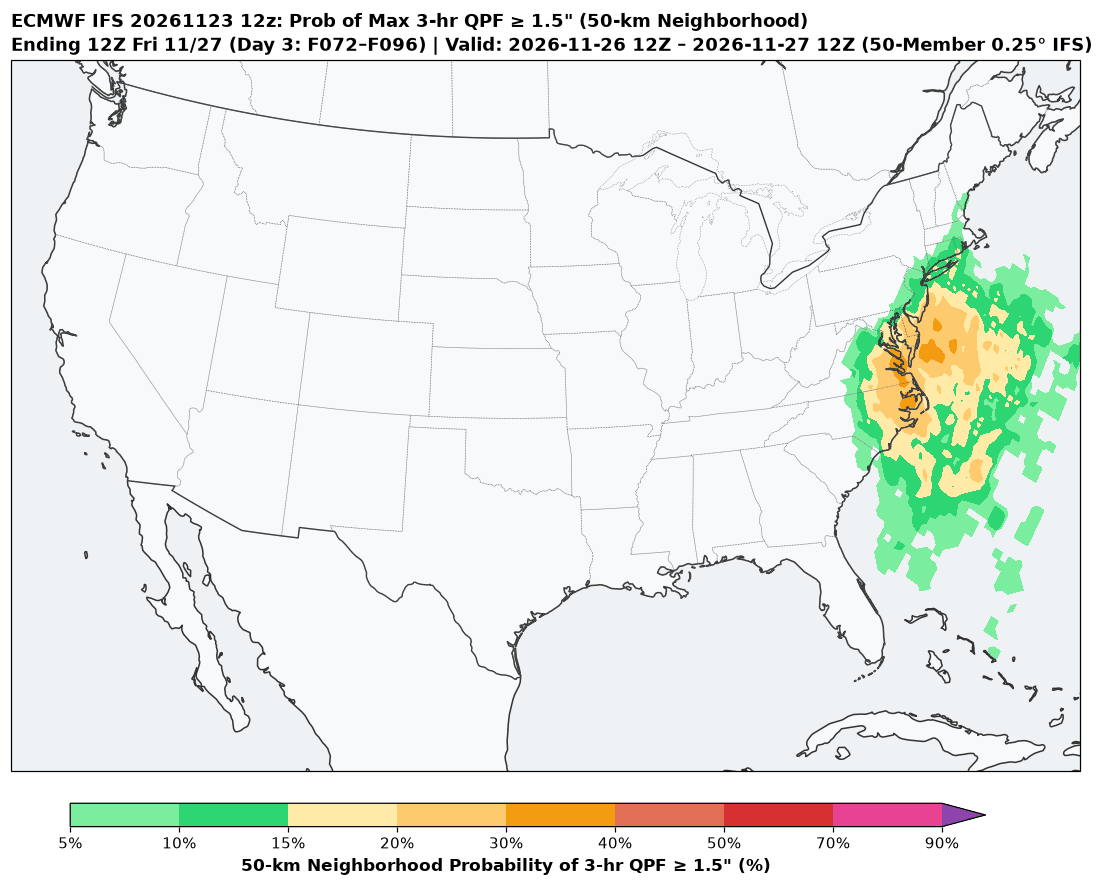 ECMWF IFS 20261123 12z: Prob of Max 3-hr QPF ≥ 1.5" (50-km Neighborhood)
Ending 12Z Fri 11/27 (Day 3: F072–F096) | Valid: 2026-11-26 12Z – 2026-11-27 12Z (50-Member 0.25° IFS)
5% 10% 15% 20% 30% 40% 50% 70% 90%
50-km Neighborhood Probability of 3-hr QPF ≥ 1.5" (%)